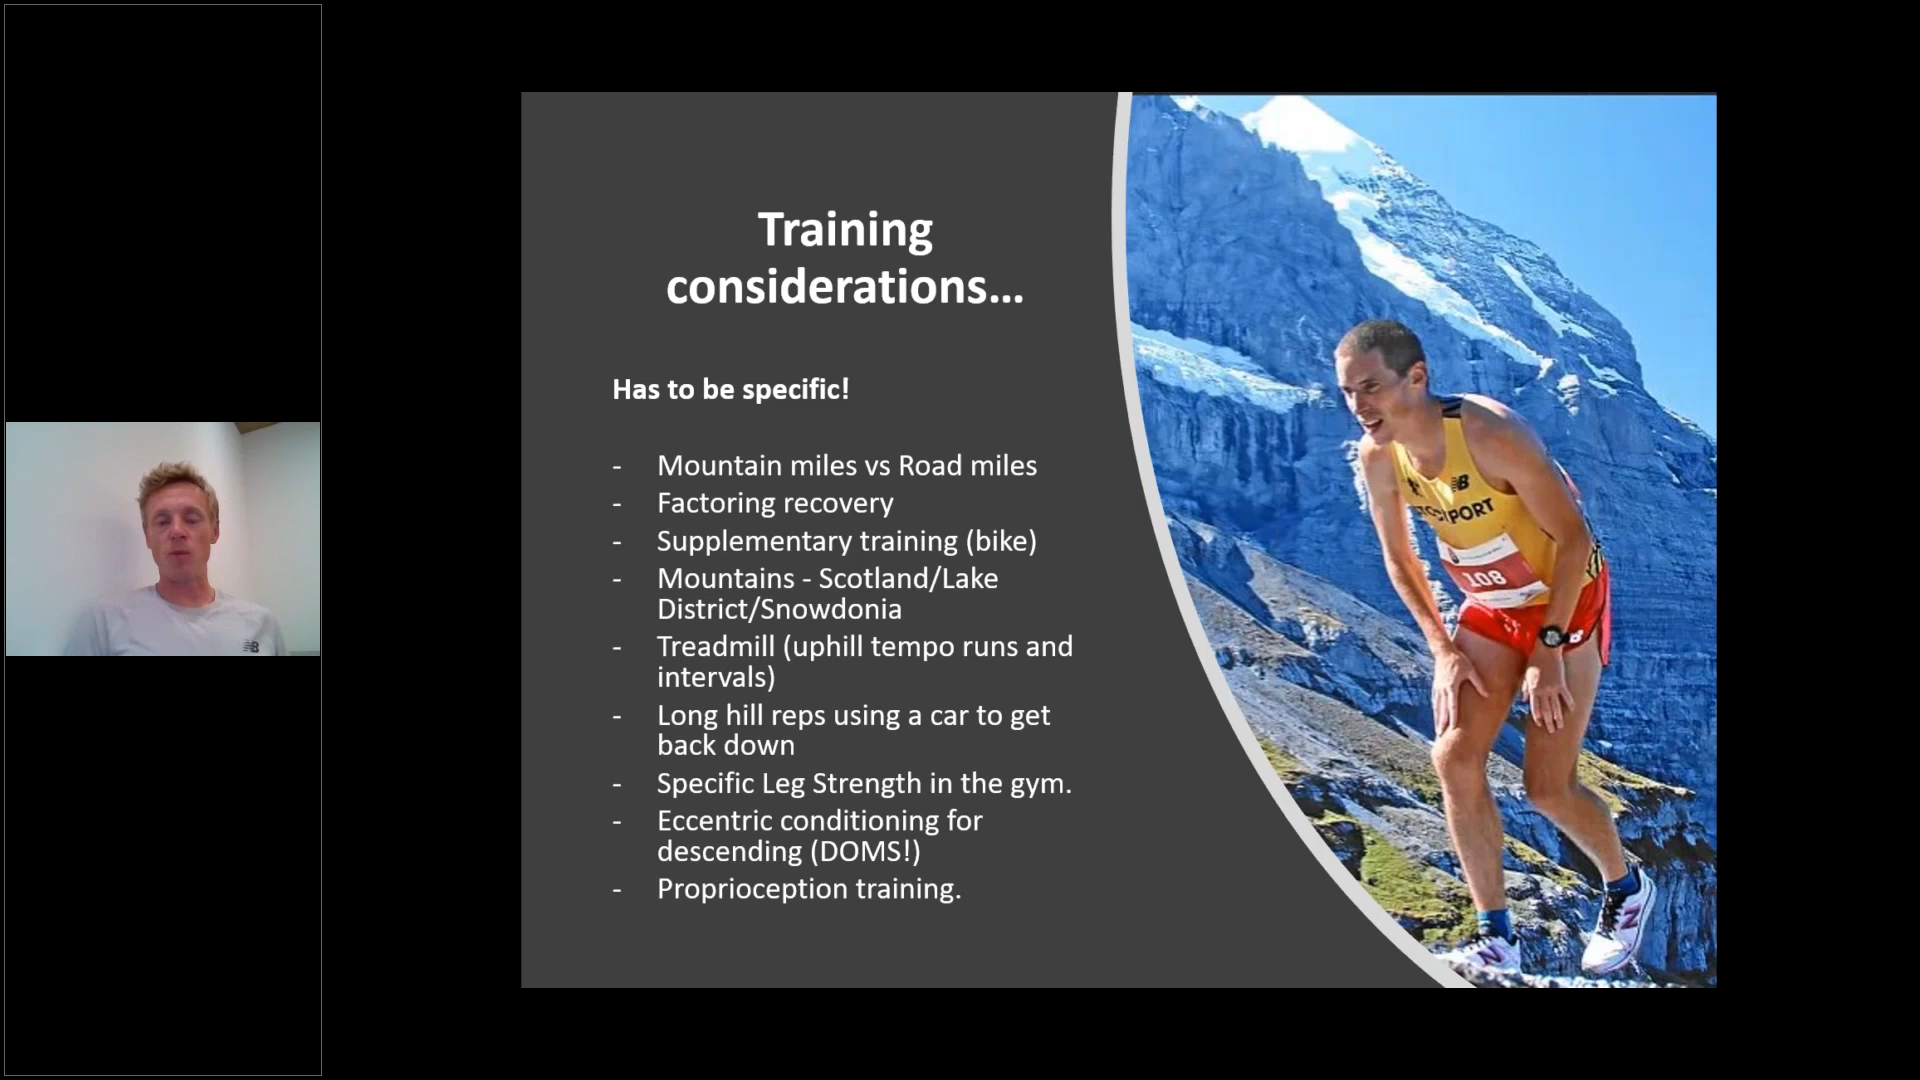 Training
considerations...
Has to be specific!
- Mountain miles vs Road miles
- Factoring recovery
- Supplementary training (bike)
- Mountains - Scotland/Lake
District/Snowdonia
- Treadmill (uphill tempo runs and
intervals)
- Long hill reps using a car to get
back down
- Specific Leg Strength in the gym.
- Eccentric conditioning for
descending (DOMS!)
- Proprioception training.
108